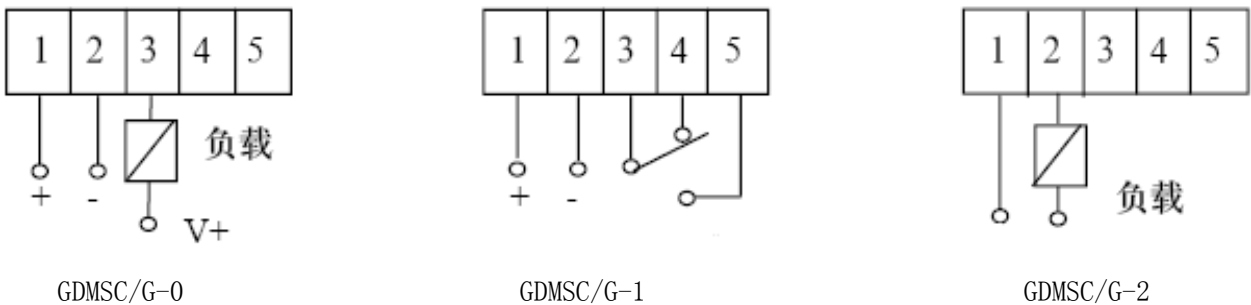 1 2 3 4 5
负载
+ -
V+
GDMSC/G-0
1 2 3 4 5
+ -
GDMSC/G-1
1 2 3 4 5
负载
GDMSC/G-2